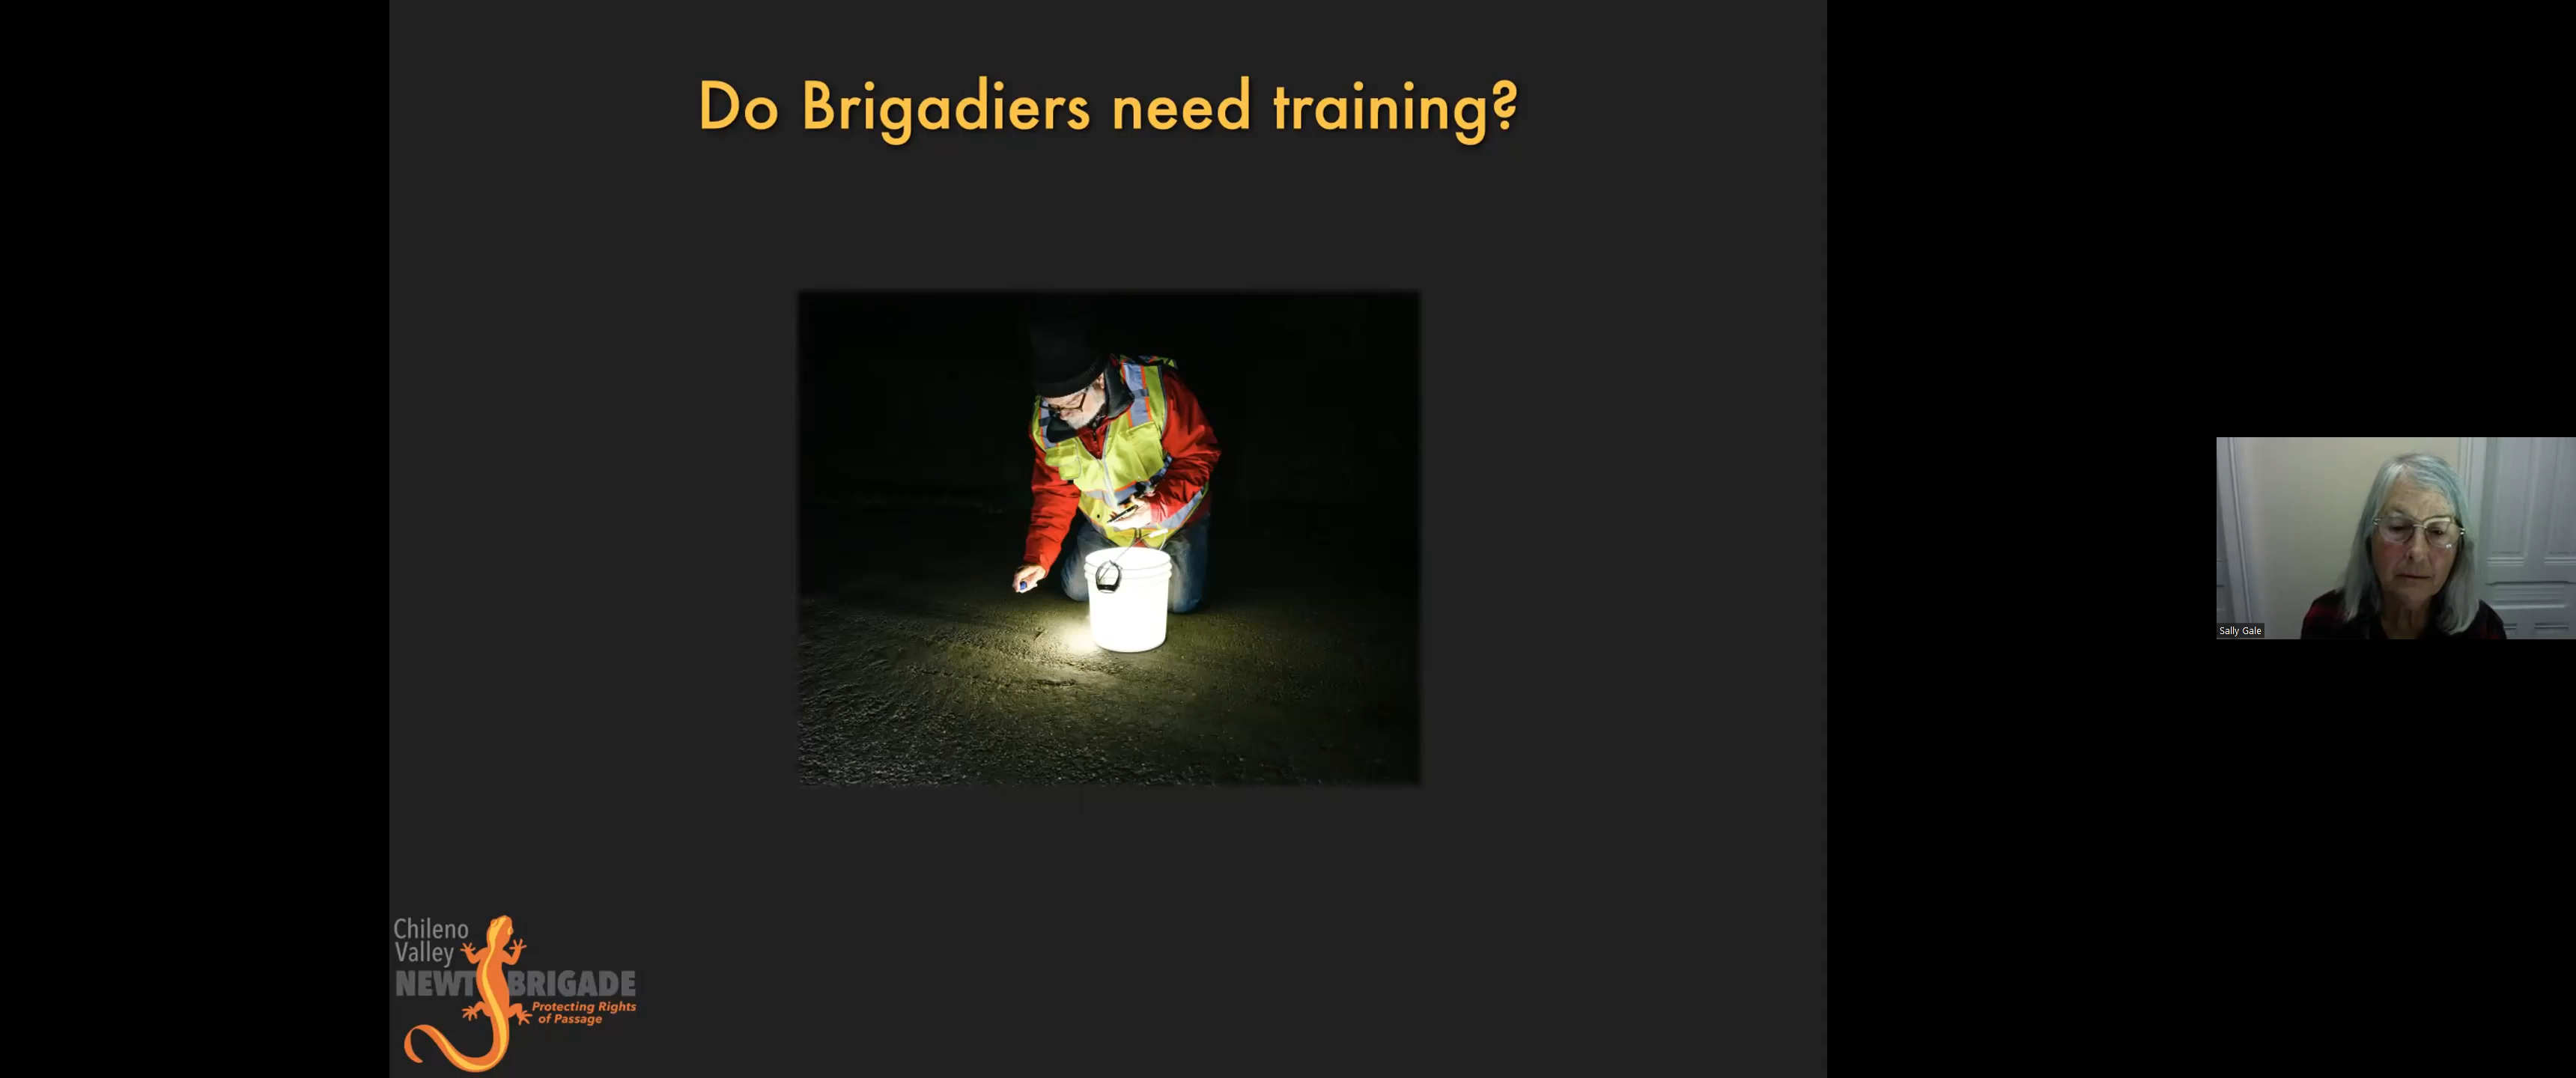 Do Brigadiers need training?
Sally Gale
Chileno
Valley
NEWT BRIGADE
Protecting Rights
of Passage